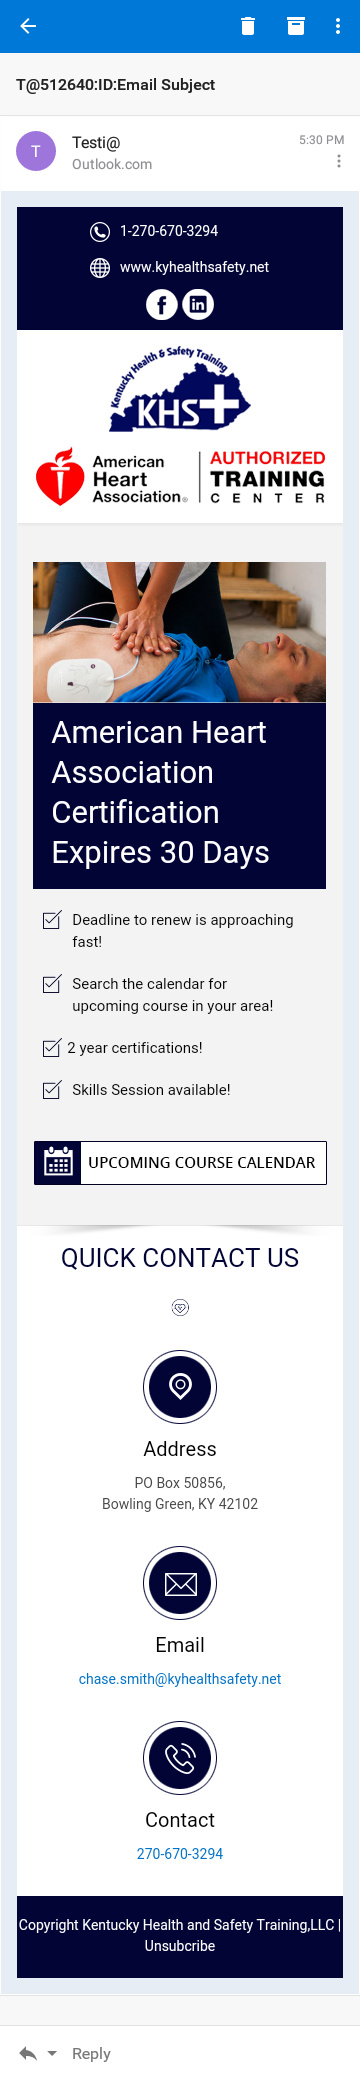 T@512640:ID:Email Subject
T
Testi@
5:30 PM
Outlook.com
1-270-670-3294
www.kyhealthsafety.net
f
in
Kentucky Health & Safety Training
KHS+
American
Heart
Association®
AUTHORIZED
TRAINING
CENTER
American Heart
Association
Certification
Expires 30 Days
Deadline to renew is approaching
fast!
Search the calendar for
upcoming course in your area!
2 year certifications!
Skills Session available!
UPCOMING COURSE CALENDAR
QUICK CONTACT US
Address
PO Box 50856,
Bowling Green, KY 42102
Email
chase.smith@kyhealthsafety.net
Contact
270-670-3294
Copyright Kentucky Health and Safety Training,LLC |
Unsubcribe
Reply